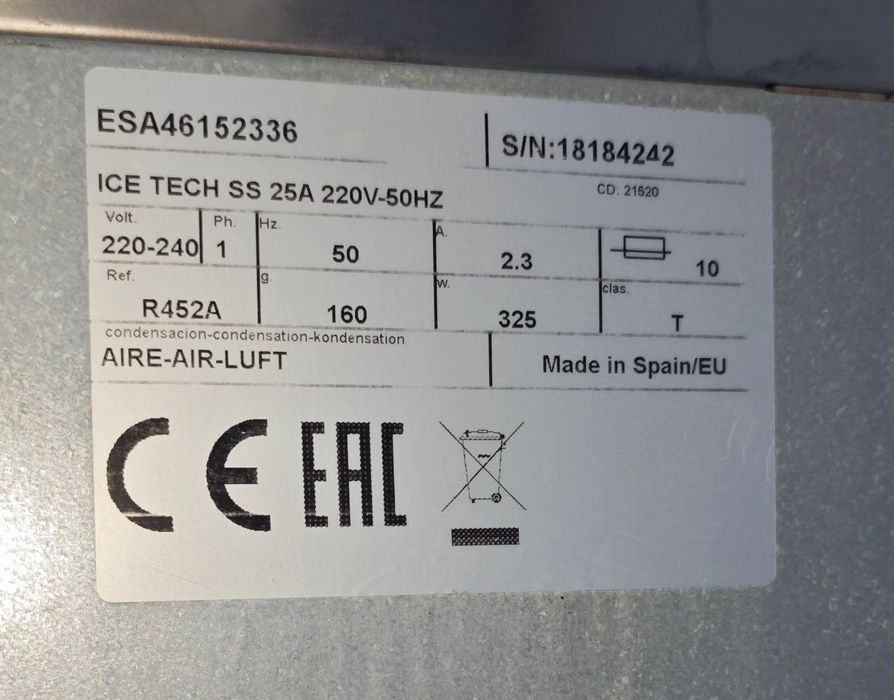 ESA46152336
S/N:18184242
ICE TECH SS 25A 220V-50HZ
CD: 21520
Volt. Ph. Hz. A.
220-240 1 50 2.3 10
Ref. g. w. clas.
R452A 160 325 T
condensacion-condensation-kondensation
AIRE-AIR-LUFT
Made in Spain/EU
CE EAC